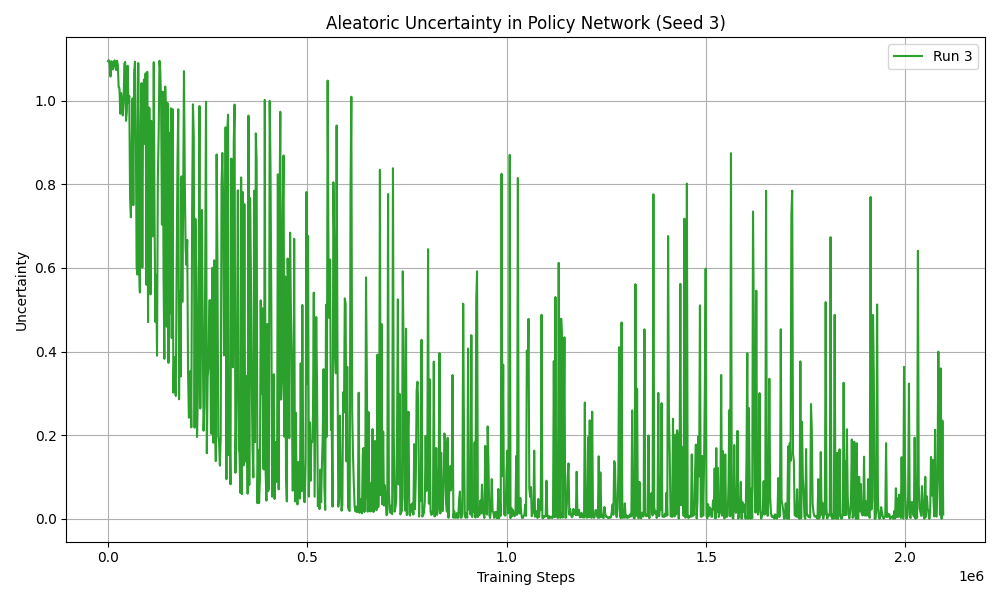 Aleatoric Uncertainty in Policy Network (Seed 3)
Run 3
Uncertainty
1.0
0.8
0.6
0.4
0.2
0.0
0.0 0.5 1.0 1.5 2.0
1e6
Training Steps